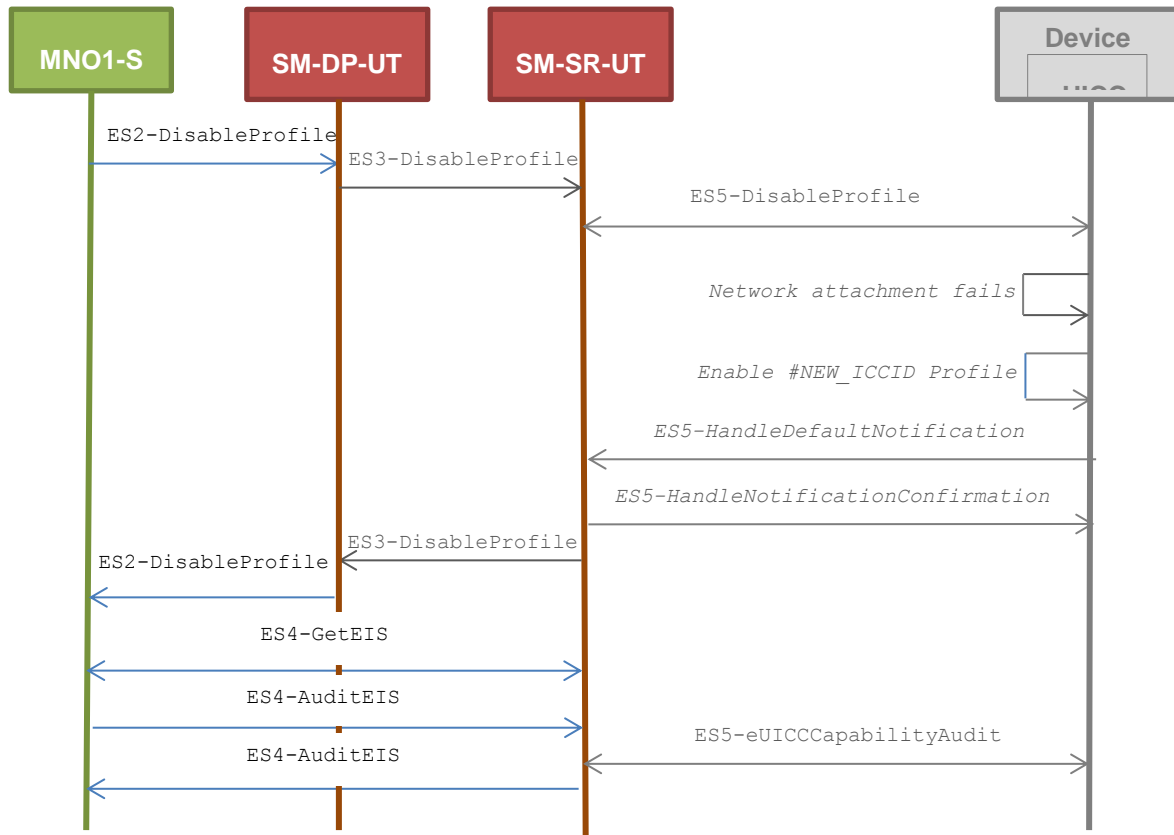 MNO1-S
SM-DP-UT
SM-SR-UT
Device
ES2-DisableProfile
ES3-DisableProfile
ES5-DisableProfile
Network attachment fails
Enable #NEW_ICCID Profile
ES5-HandleDefaultNotification
ES5-HandleNotificationConfirmation
ES3-DisableProfile
ES2-DisableProfile
ES4-GetEIS
ES4-AuditEIS
ES5-eUICCCapabilityAudit
ES4-AuditEIS